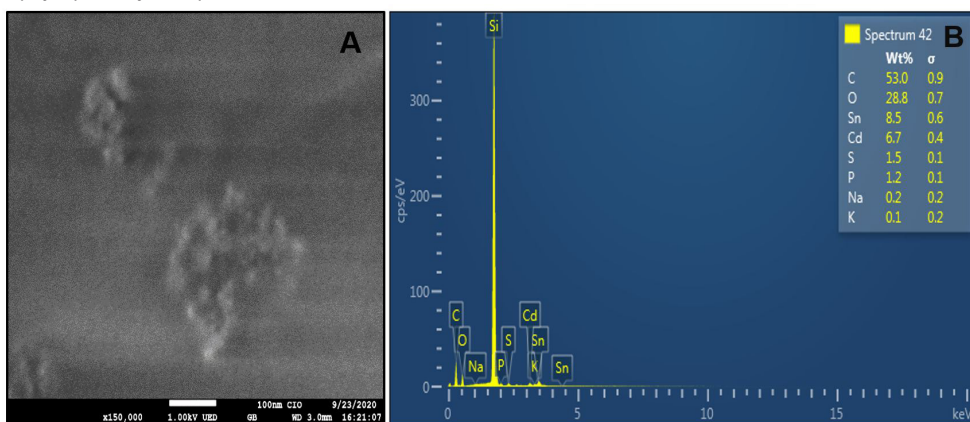 A
100nm CIO 9/23/2020
x150,000 1.00kV UED GB WD 3.0mm 16:21:07
B
Spectrum 42
Wt% σ
C 53.0 0.9
O 28.8 0.7
Sn 8.5 0.6
Cd 6.7 0.4
S 1.5 0.1
P 1.2 0.1
Na 0.2 0.2
K 0.1 0.2
Si
cps/eV
300
200
100
0
C
O
Na
P
S
Cd
Sn
K
Sn
0 5 10 15 keV